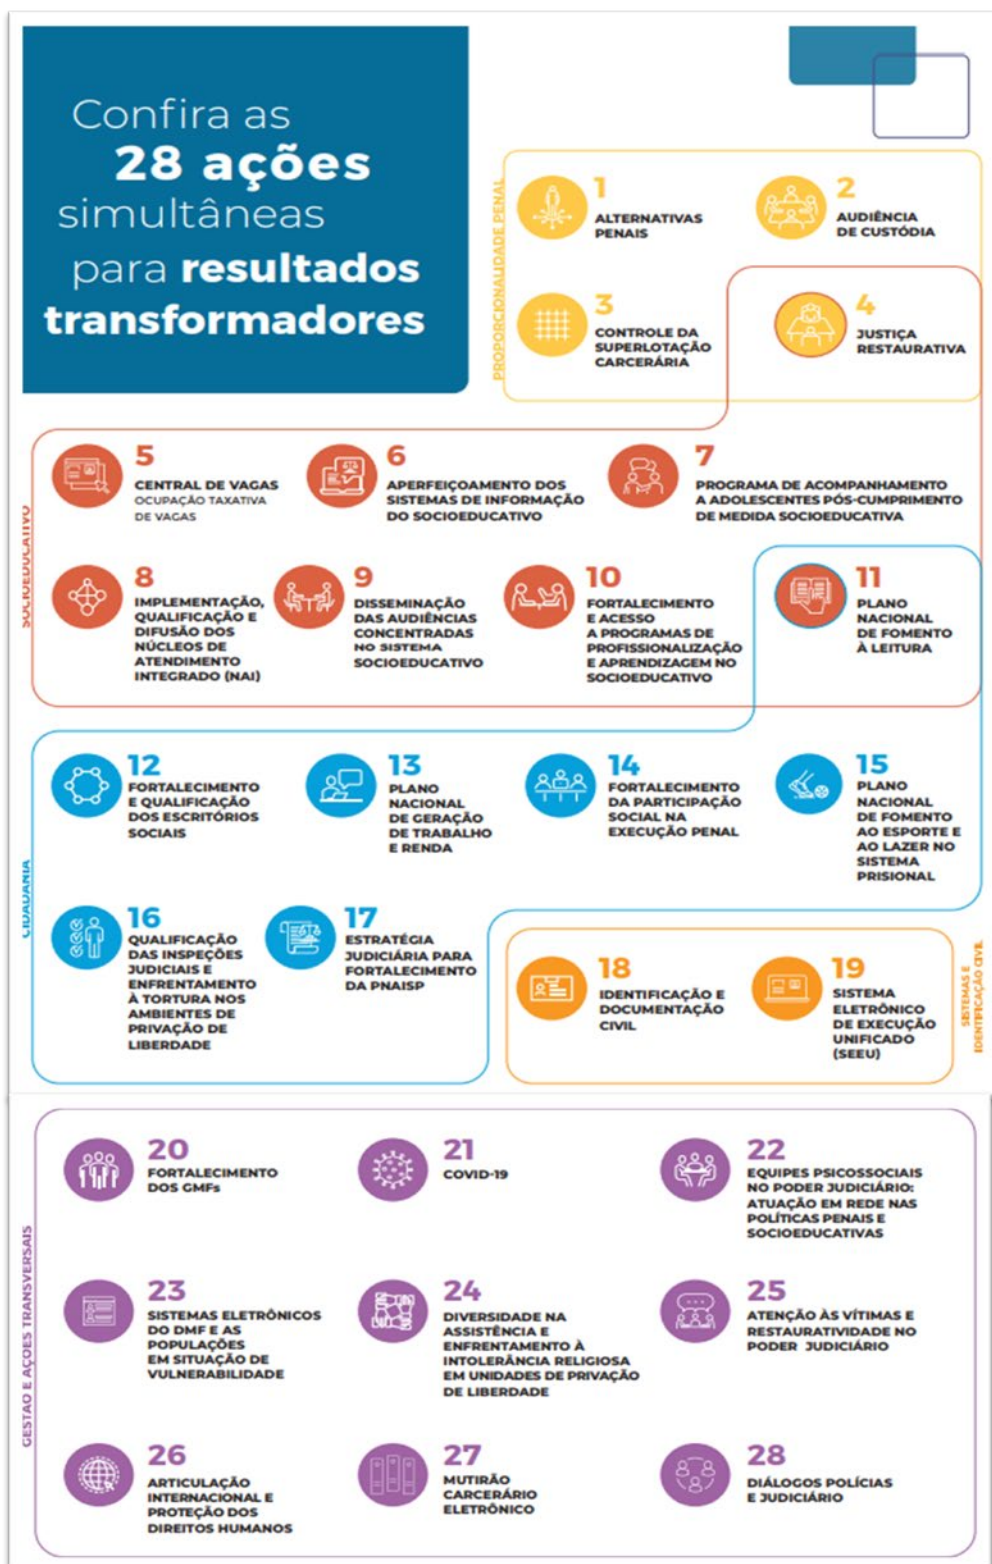 Confira as
28 ações
simultâneas
para resultados
transformadores
PROPORCIONALIDADE PENAL
1
ALTERNATIVAS
PENAIS
2
AUDIÊNCIA
DE CUSTÓDIA
3
CONTROLE DA
SUPERLOTAÇÃO
CARCERÁRIA
4
JUSTIÇA
RESTAURATIVA
SOCIOEDUCATIVO
5
CENTRAL DE VAGAS
OCUPAÇÃO TAXATIVA
DE VAGAS
6
APERFEIÇOAMENTO DOS
SISTEMAS DE INFORMAÇÃO
DO SOCIOEDUCATIVO
7
PROGRAMA DE ACOMPANHAMENTO
A ADOLESCENTES PÓS-CUMPRIMENTO
DE MEDIDA SOCIOEDUCATIVA
8
IMPLEMENTAÇÃO,
QUALIFICAÇÃO E
DIFUSÃO DOS
NÚCLEOS DE
ATENDIMENTO
INTEGRADO (NAI)
9
DISSEMINAÇÃO
DAS AUDIÊNCIAS
CONCENTRADAS
NO SISTEMA
SOCIOEDUCATIVO
10
FORTALECIMENTO
E ACESSO
A PROGRAMAS DE
PROFISSIONALIZAÇÃO
E APRENDIZAGEM NO
SOCIOEDUCATIVO
11
PLANO
NACIONAL
DE FOMENTO
À LEITURA
CIDADANIA
12
FORTALECIMENTO
E QUALIFICAÇÃO
DOS ESCRITÓRIOS
SOCIAIS
13
PLANO
NACIONAL
DE GERAÇÃO
DE TRABALHO
E RENDA
14
FORTALECIMENTO
DA PARTICIPAÇÃO
SOCIAL NA
EXECUÇÃO PENAL
15
PLANO
NACIONAL
DE FOMENTO
AO ESPORTE E
AO LAZER NO
SISTEMA
PRISIONAL
16
QUALIFICAÇÃO
DAS INSPEÇÕES
JUDICIAIS E
ENFRENTAMENTO
À TORTURA NOS
AMBIENTES DE
PRIVAÇÃO DE
LIBERDADE
17
ESTRATÉGIA
JUDICIÁRIA PARA
FORTALECIMENTO
DA PNAISP
18
IDENTIFICAÇÃO E
DOCUMENTAÇÃO
CIVIL
19
SISTEMA
ELETRÔNICO
DE EXECUÇÃO
UNIFICADO
(SEEU)
SISTEMAS E
IDENTIFICAÇÃO CIVIL
GESTÃO E AÇÕES TRANSVERSAIS
20
FORTALECIMENTO
DOS GMFs
21
COVID-19
22
EQUIPES PSICOSSOCIAIS
NO PODER JUDICIÁRIO:
ATUAÇÃO EM REDE NAS
POLÍTICAS PENAIS E
SOCIOEDUCATIVAS
23
SISTEMAS ELETRÔNICOS
DO DMF E AS
POPULAÇÕES
EM SITUAÇÃO DE
VULNERABILIDADE
24
DIVERSIDADE NA
ASSISTÊNCIA E
ENFRENTAMENTO À
INTOLERÂNCIA RELIGIOSA
EM UNIDADES DE PRIVAÇÃO
DE LIBERDADE
25
ATENÇÃO ÀS VÍTIMAS E
RESTAURATIVIDADE NO
PODER JUDICIÁRIO
26
ARTICULAÇÃO
INTERNACIONAL E
PROTEÇÃO DOS
DIREITOS HUMANOS
27
MUTIRÃO
CARCERÁRIO
ELETRÔNICO
28
DIÁLOGOS POLÍCIAS
E JUDICIÁRIO